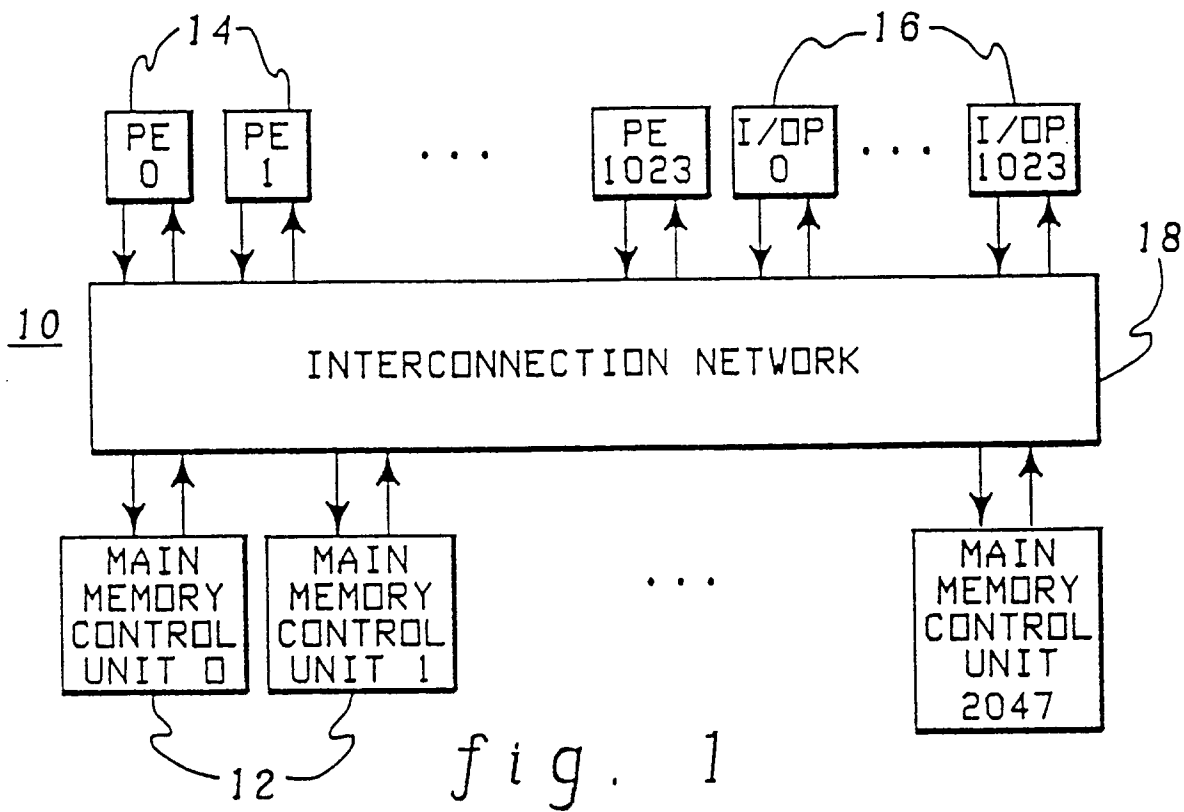 14
16
PE
0
PE
1
...
PE
1023
I/OP
0
...
I/OP
1023
18
10
INTERCONNECTION NETWORK
MAIN
MEMORY
CONTROL
UNIT 0
MAIN
MEMORY
CONTROL
UNIT 1
...
MAIN
MEMORY
CONTROL
UNIT
2047
12
fig. 1